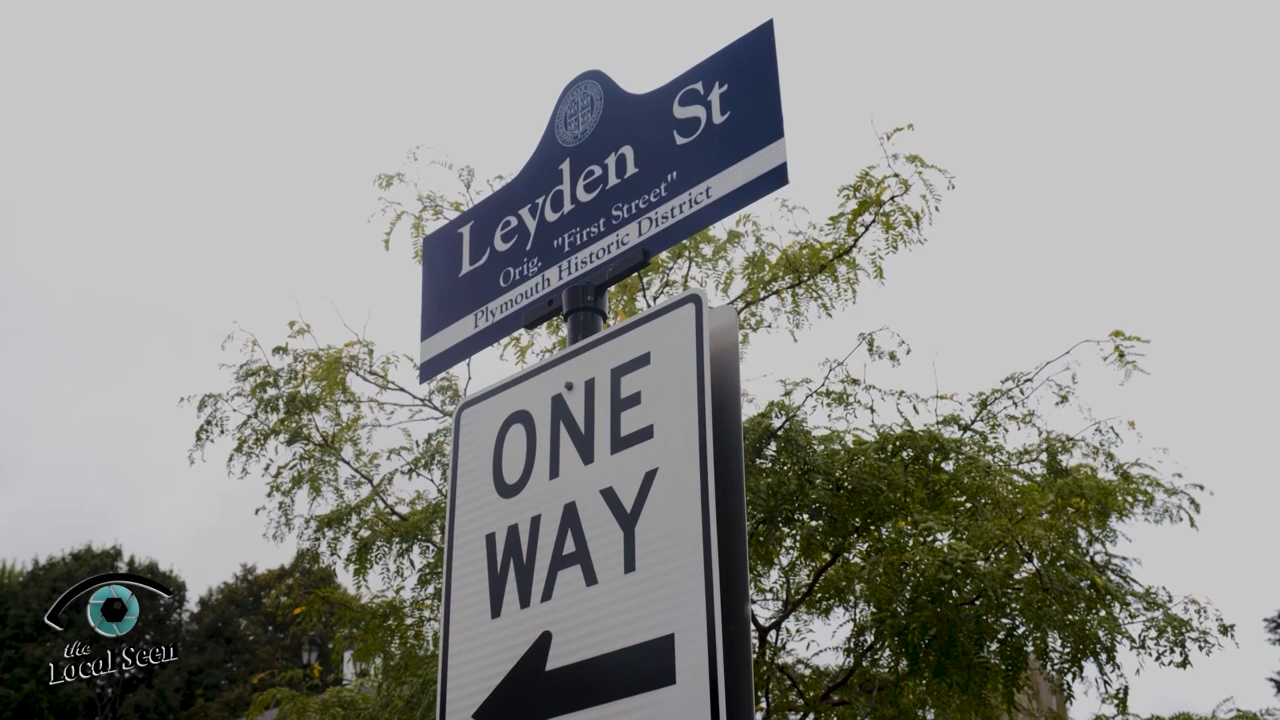 Leyden St
Orig. "First Street"
Plymouth Historic District
ONE
WAY
the
Local Seen